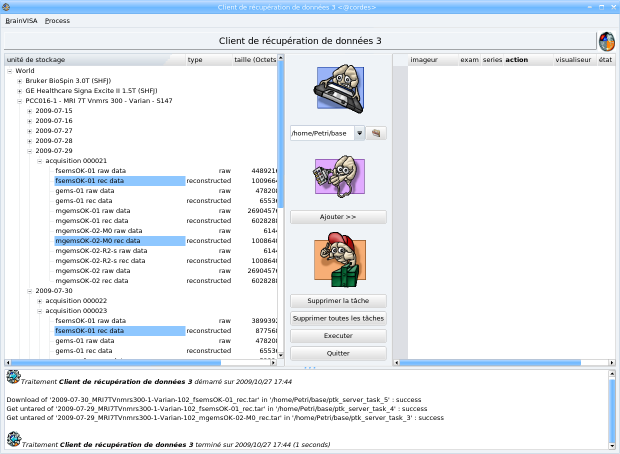 Client de récupération de données 3 <@cordes>
BrainVISA Process
Client de récupération de données 3
unité de stockage type taille (Octets
World
Bruker BioSpin 3.0T (SHFJ)
GE Healthcare Signa Excite II 1.5T (SHFJ)
PCC016-1 - MRI 7T Vnmrs 300 - Varian - S147
2009-07-15
2009-07-16
2009-07-27
2009-07-28
2009-07-29
acquisition 000021
fsemsOK-01 raw data raw 448921
fsemsOK-01 rec data reconstructed 100966
gems-01 raw data raw 47820
gems-01 rec data reconstructed 6553
mgemsOK-01 raw data raw 2690457
mgemsOK-01 rec data reconstructed 602828
mgemsOK-02-M0 raw data raw 614
mgemsOK-02-M0 rec data reconstructed 100864
mgemsOK-02-R2-s raw data raw 614
mgemsOK-02-R2-s rec data reconstructed 100864
mgemsOK-02 raw data raw 2690457
mgemsOK-02 rec data reconstructed 602828
2009-07-30
acquisition 000022
acquisition 000023
fsemsOK-01 raw data raw 389939
fsemsOK-01 rec data reconstructed 87756
gems-01 raw data raw 47820
gems-01 rec data reconstructed 6553
/home/Petri/base
Ajouter >>
Supprimer la tâche
Supprimer toutes les tâches
Executer
Quitter
imageur exam series action visualiseur état
Traitement Client de récupération de données 3 démarré sur 2009/10/27 17:44
Download of '2009-07-30_MRI7TVnmrs300-1-Varian-102_fsemsOK-01_rec.tar' in '/home/Petri/base/ptk_server_task_5' : success
Get untared of '2009-07-29_MRI7TVnmrs300-1-Varian-102_fsemsOK-01_rec.tar' in '/home/Petri/base/ptk_server_task_4' : success
Get untared of '2009-07-29_MRI7TVnmrs300-1-Varian-102_mgemsOK-02-M0_rec.tar' in '/home/Petri/base/ptk_server_task_3' : success
Traitement Client de récupération de données 3 terminé sur 2009/10/27 17:44 (1 seconds)